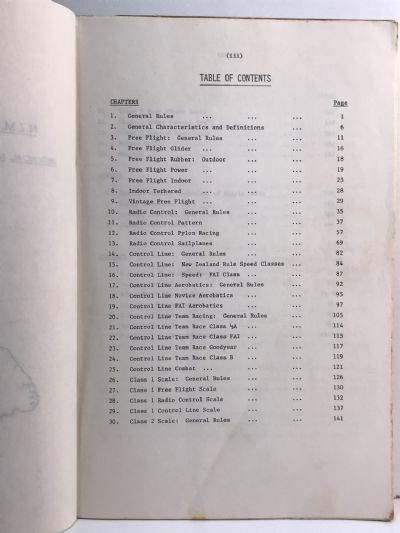 (iii)
TABLE OF CONTENTS
CHAPTERS Page
1. General Rules ... ... ... 1
2. General Characteristics and Definitions ... 6
3. Free Flight: General Rules ... ... 11
4. Free Flight Glider ... ... ... 16
5. Free Flight Rubber: Outdoor ... ... 18
6. Free Flight Power ... ... ... 19
7. Free Flight Indoor ... ... ... 23
8. Indoor Tethered ... ... ... 28
9. Vintage Free Flight ... ... ... 29
10. Radio Control: General Rules ... ... 35
11. Radio Control Pattern ... ... 57
12. Radio Control Pylon Racing ... ... 57
13. Radio Control Sailplanes ... ... 69
14. Control Line: General Rules ... ... 82
15. Control Line: New Zealand Rule Speed Classes ... 84
16. Control Line: Speed: FAI Class ... ... 87
17. Control Line Aerobatics: General Rules ... 92
18. Control Line Novice Aerobatics ... ... 95
19. Control Line FAI Aerobatics ... ... 97
20. Control Line Team Racing: General Rules ... 105
21. Control Line Team Race Class ½A ... ... 114
22. Control Line Team Race Class FAI ... ... 115
23. Control Line Team Race Goodyear ... ... 117
24. Control Line Team Race Class B ... ... 119
25. Control Line Combat ... ... ... 121
26. Class 1 Scale: General Rules ... ... 126
27. Class 1 Free Flight Scale ... ... 130
28. Class 1 Radio Control Scale ... ... 132
29. Class 1 Control Line Scale ... ... 137
30. Class 2 Scale: General Rules ... ... 141